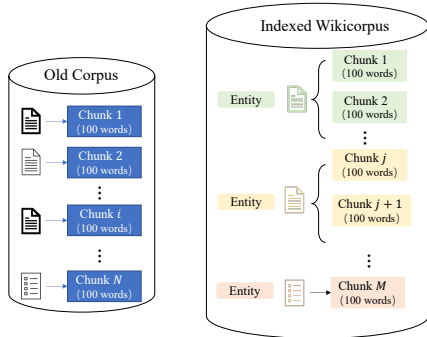 Old Corpus
Chunk 1
(100 words)
Chunk 2
(100 words)
...
Chunk i
(100 words)
...
Chunk N
(100 words)
Indexed Wikicorpus
Entity
Chunk 1
(100 words)
Chunk 2
(100 words)
...
Entity
Chunk j
(100 words)
Chunk j + 1
(100 words)
...
Entity
Chunk M
(100 words)